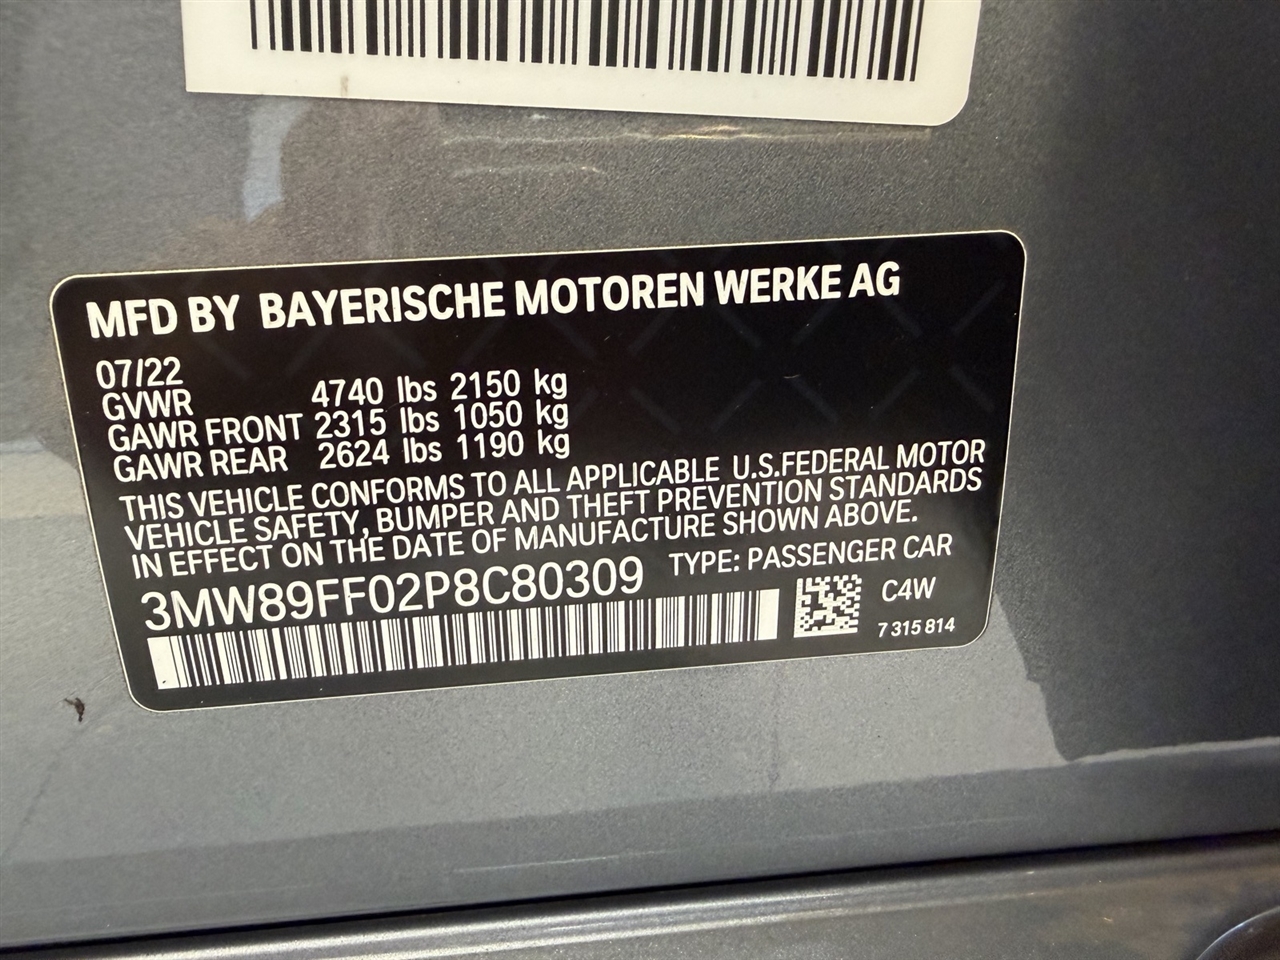 MFD BY BAYERISCHE MOTOREN WERKE AG
07/22
GVWR 4740 lbs 2150 kg
GAWR FRONT 2315 lbs 1050 kg
GAWR REAR 2624 lbs 1190 kg
THIS VEHICLE CONFORMS TO ALL APPLICABLE U.S.FEDERAL MOTOR
VEHICLE SAFETY, BUMPER AND THEFT PREVENTION STANDARDS
IN EFFECT ON THE DATE OF MANUFACTURE SHOWN ABOVE.
3MW89FF02P8C80309 TYPE: PASSENGER CAR
C4W
7 315 814